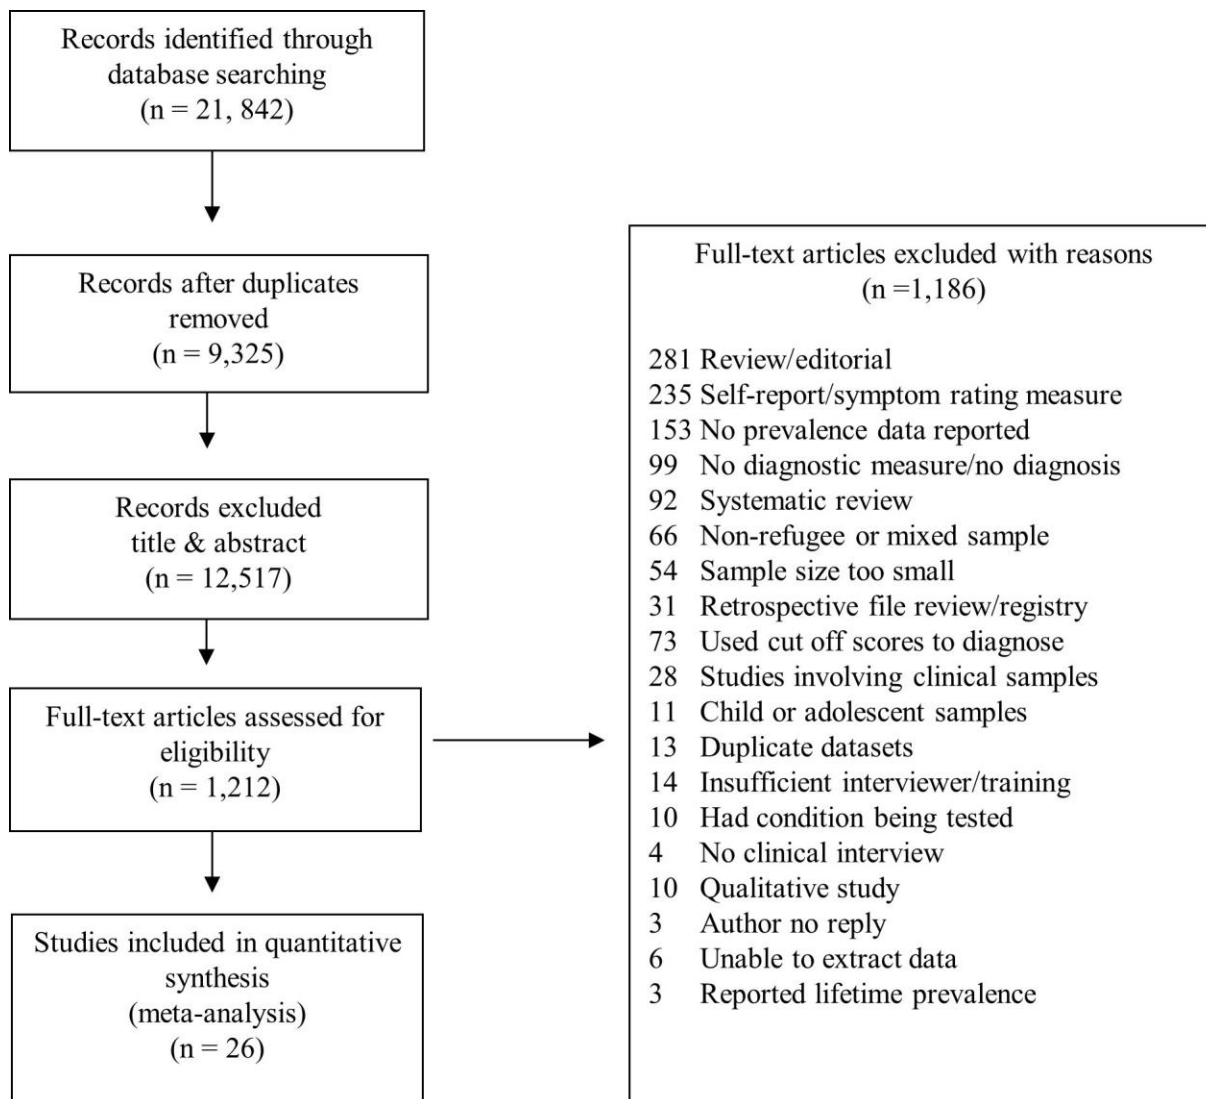 Records identified through
database searching
(n = 21, 842)
Records after duplicates
removed
(n = 9,325)
Records excluded
title & abstract
(n = 12,517)
Full-text articles assessed for
eligibility
(n = 1,212)
Studies included in quantitative
synthesis
(meta-analysis)
(n = 26)
Full-text articles excluded with reasons
(n =1,186)
281 Review/editorial
235 Self-report/symptom rating measure
153 No prevalence data reported
99 No diagnostic measure/no diagnosis
92 Systematic review
66 Non-refugee or mixed sample
54 Sample size too small
31 Retrospective file review/registry
73 Used cut off scores to diagnose
28 Studies involving clinical samples
11 Child or adolescent samples
13 Duplicate datasets
14 Insufficient interviewer/training
10 Had condition being tested
4 No clinical interview
10 Qualitative study
3 Author no reply
6 Unable to extract data
3 Reported lifetime prevalence